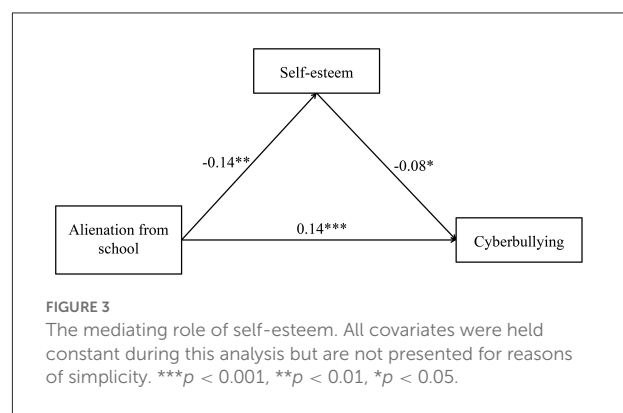 Self-esteem
-0.14**
-0.08*
Alienation from
school
0.14***
Cyberbullying
FIGURE 3
The mediating role of self-esteem. All covariates were held
constant during this analysis but are not presented for reasons
of simplicity. ***p < 0.001, **p < 0.01, *p < 0.05.